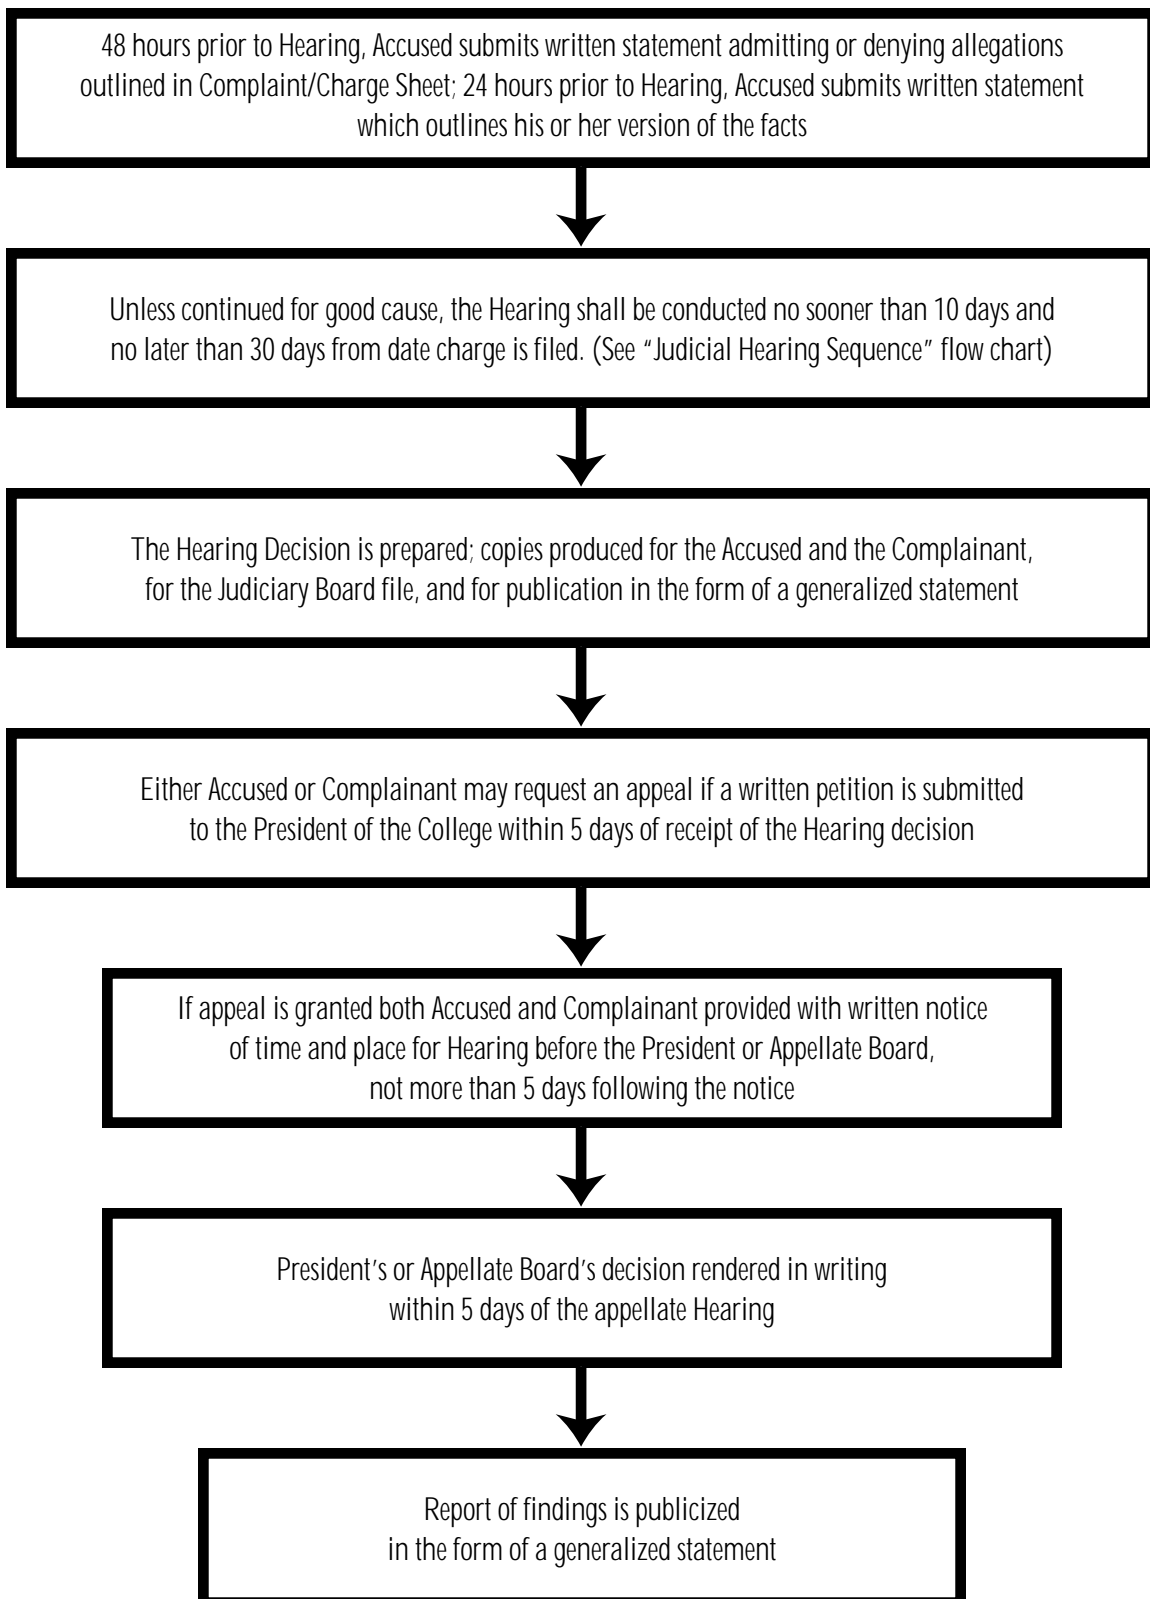 48 hours prior to Hearing, Accused submits written statement admitting or denying allegations
outlined in Complaint/Charge Sheet; 24 hours prior to Hearing, Accused submits written statement
which outlines his or her version of the facts
Unless continued for good cause, the Hearing shall be conducted no sooner than 10 days and
no later than 30 days from date charge is filed. (See “Judicial Hearing Sequence” flow chart)
The Hearing Decision is prepared; copies produced for the Accused and the Complainant,
for the Judiciary Board file, and for publication in the form of a generalized statement
Either Accused or Complainant may request an appeal if a written petition is submitted
to the President of the College within 5 days of receipt of the Hearing decision
If appeal is granted both Accused and Complainant provided with written notice
of time and place for Hearing before the President or Appellate Board,
not more than 5 days following the notice
President’s or Appellate Board’s decision rendered in writing
within 5 days of the appellate Hearing
Report of findings is publicized
in the form of a generalized statement